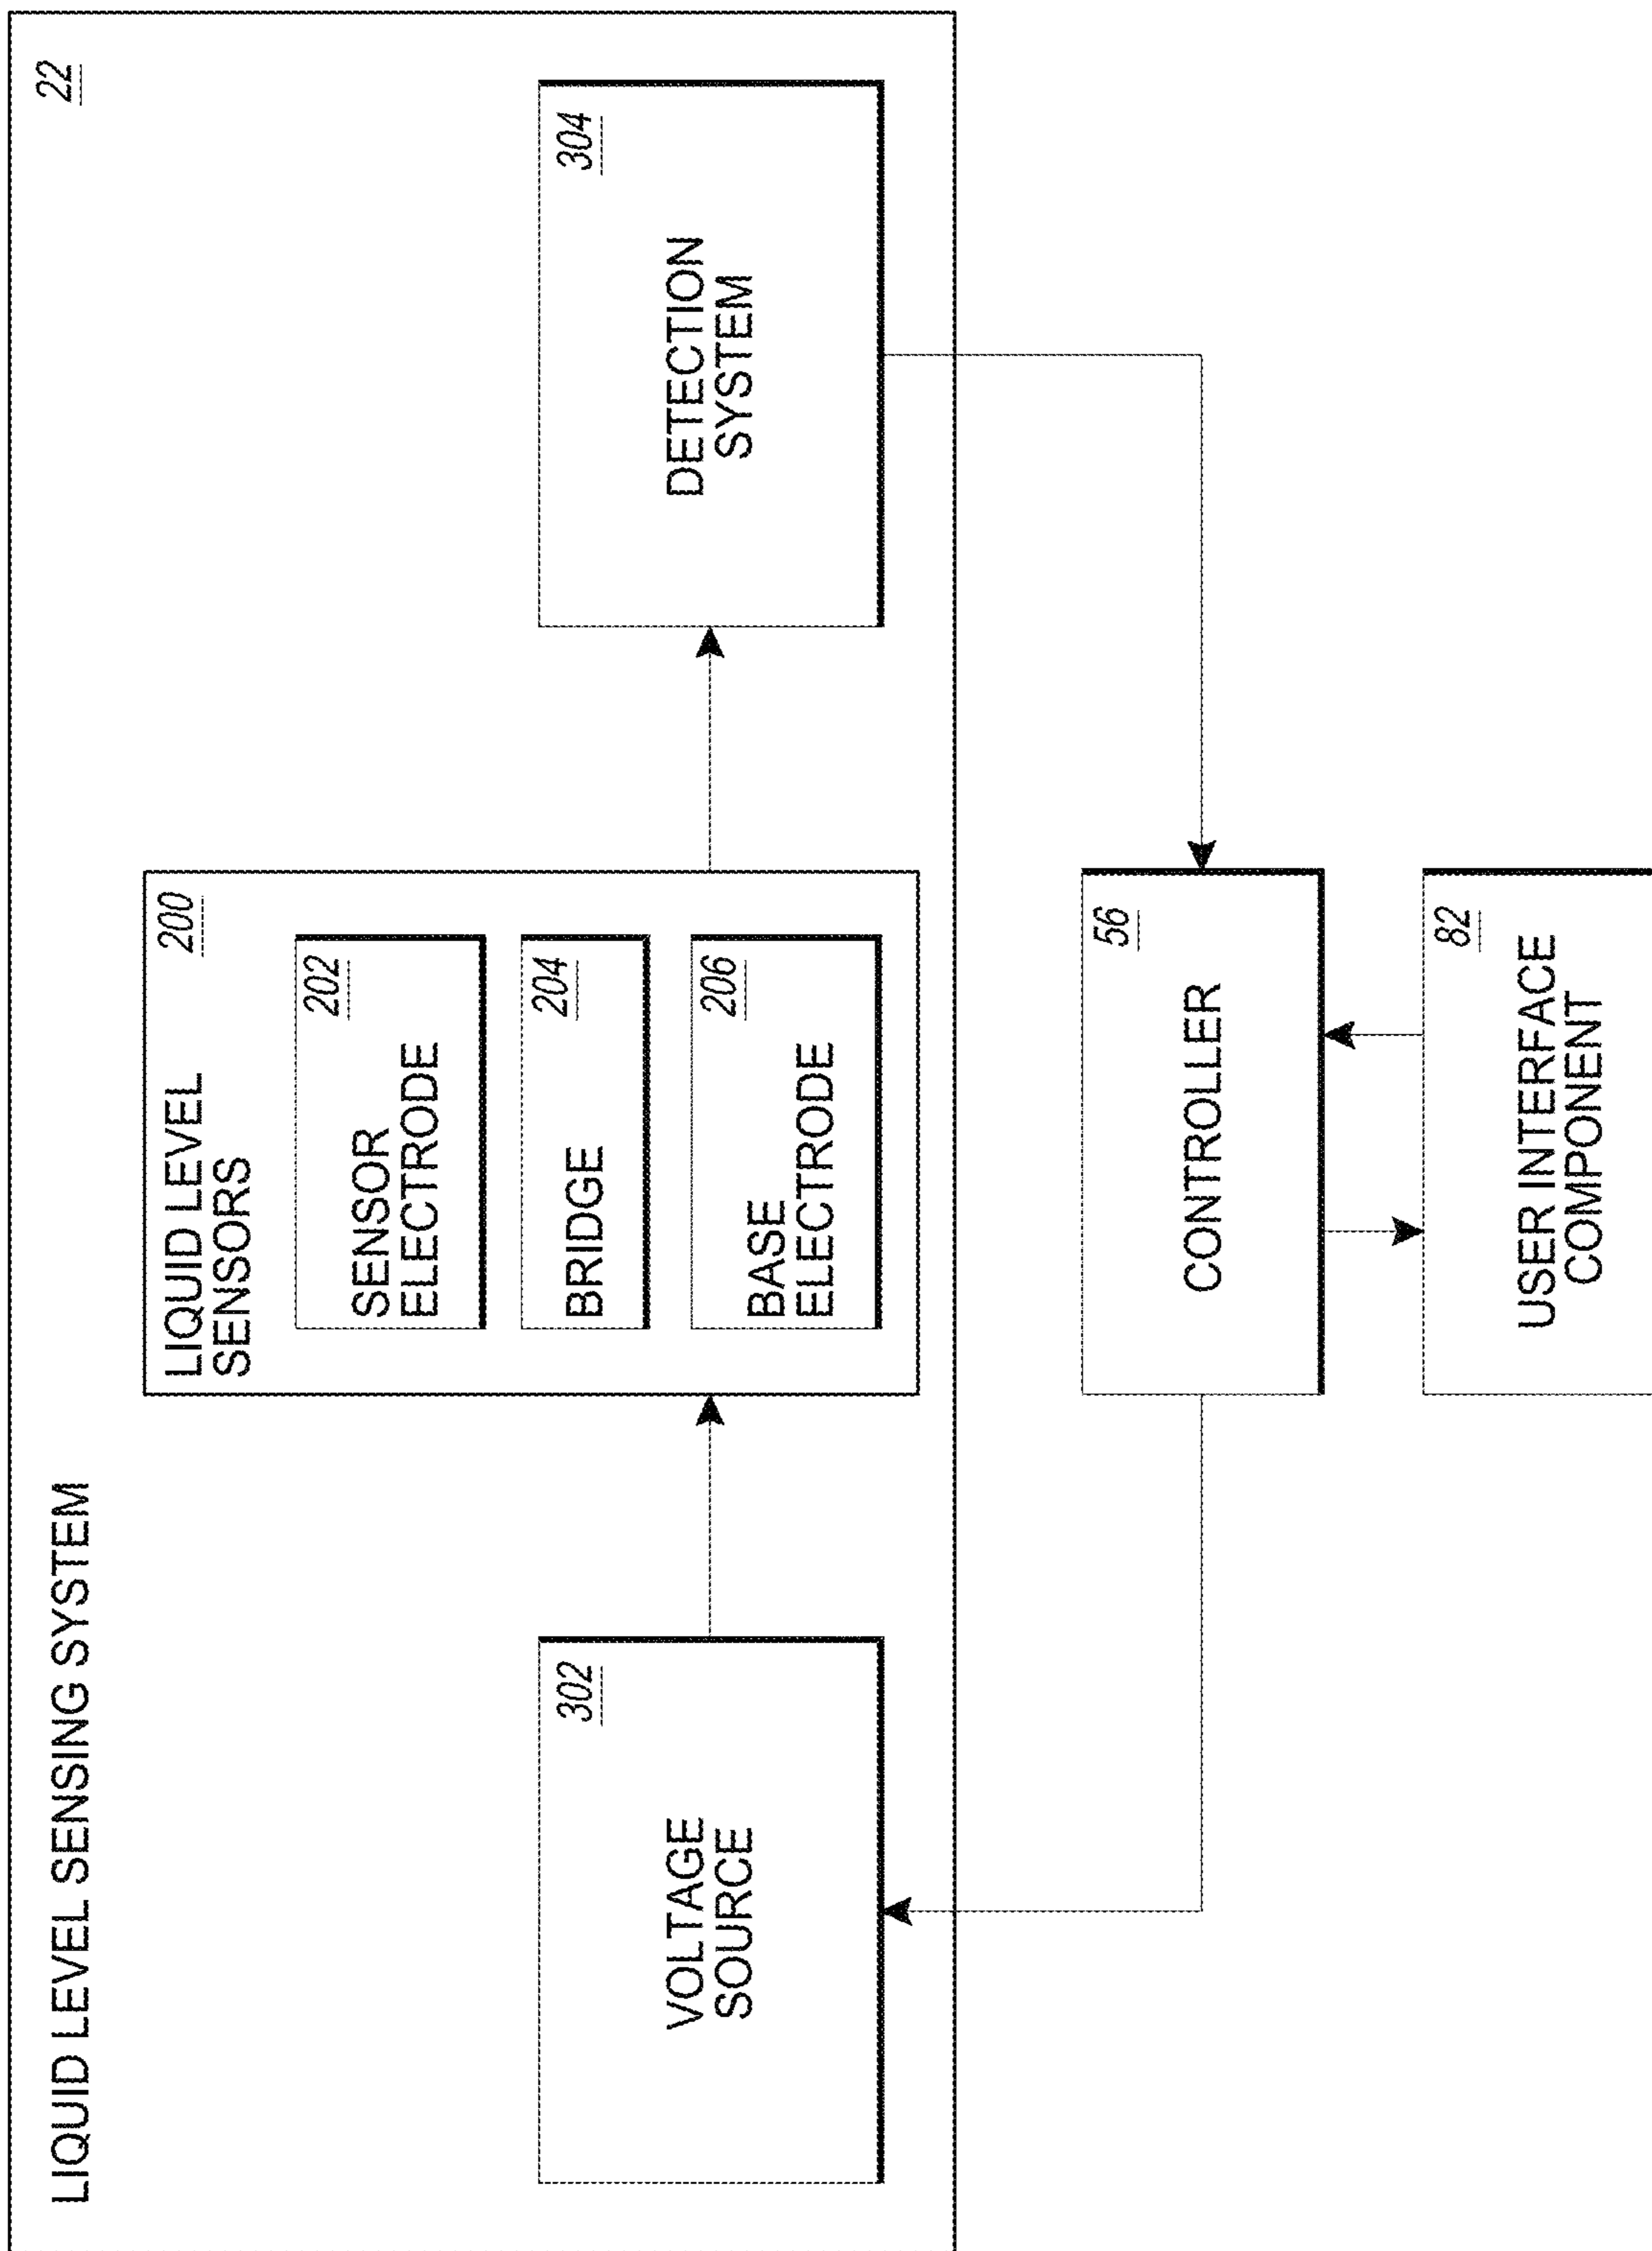 LIQUID LEVEL SENSING SYSTEM
22
LIQUID LEVEL
SENSORS
200
SENSOR
ELECTRODE
202
BRIDGE
204
BASE
ELECTRODE
206
VOLTAGE
SOURCE
302
DETECTION
SYSTEM
304
CONTROLLER
56
USER INTERFACE
COMPONENT
82